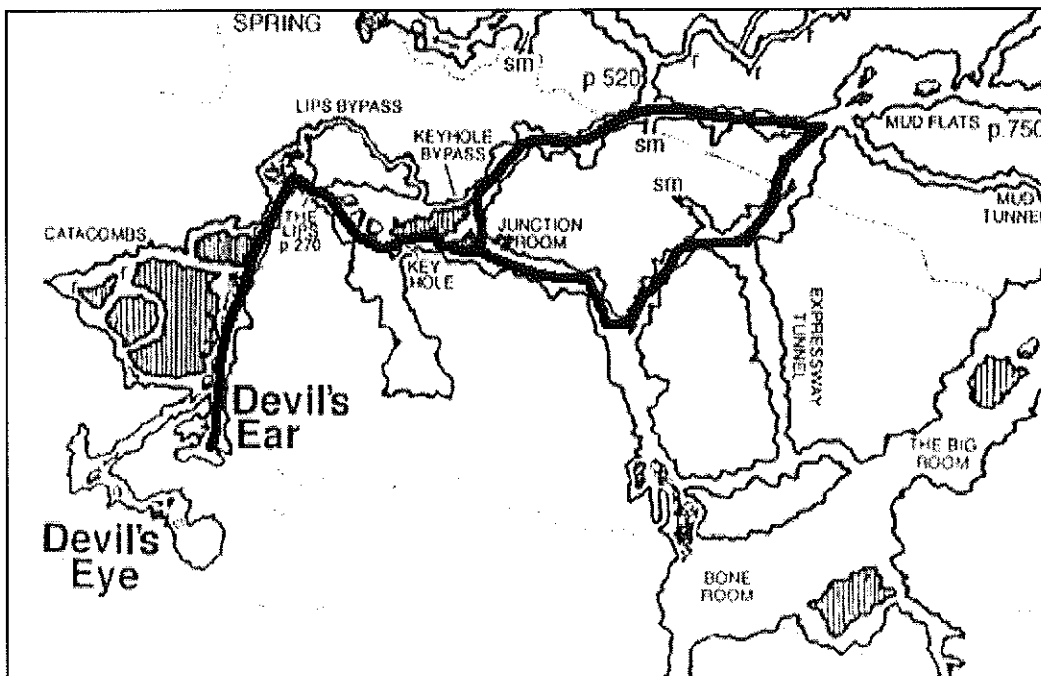 SPRING
sm
r
r
r
p 520
LIPS BYPASS
KEYHOLE
BYPASS
sm
MUD FLATS
p.750
sm
MUD
TUNNEL
CATACOMBS
r
THE
LIPS
p 270
JUNCTION
ROOM
KEY
HOLE
EXPRESSWAY
TUNNEL
Devil's
Ear
THE BIG
ROOM
Devil's
Eye
BONE
ROOM